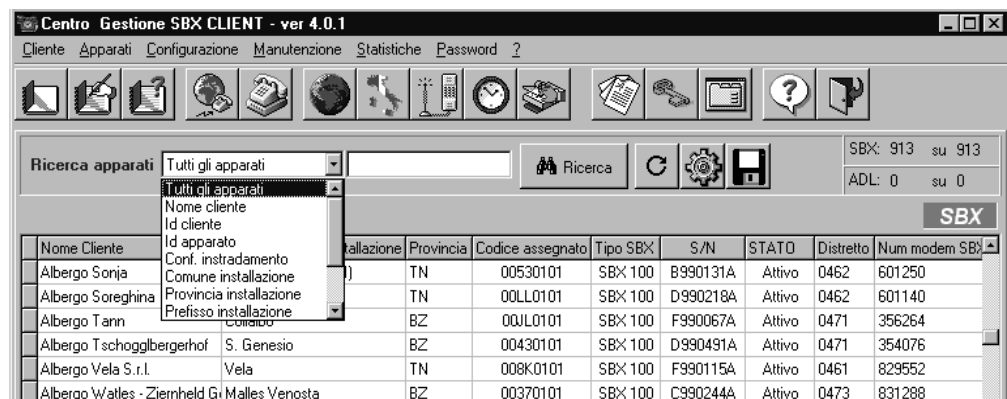 Centro Gestione SBX CLIENT - ver 4.0.1
Cliente Apparati Configurazione Manutenzione Statistiche Password ?
Ricerca apparati Tutti gli apparati Ricerca SBX: 913 su 913
ADL: 0 su 0
Tutti gli apparati
Nome cliente
Id cliente
Id apparato
Conf. instradamento
Comune installazione
Provincia installazione
Prefisso installazione
SBX
Nome Cliente tallazione Provincia Codice assegnato Tipo SBX S/N STATO Distretto Num modem SBX
Albergo Sonja ) TN 00530101 SBX 100 B990131A Attivo 0462 601250
Albergo Soreghina TN 00LL0101 SBX 100 D990218A Attivo 0462 601140
Albergo Tann Collalbo BZ 00JL0101 SBX 100 F990067A Attivo 0471 356264
Albergo Tschogglbergerhof S. Genesio BZ 00430101 SBX 100 D990491A Attivo 0471 354076
Albergo Vela S.r.l. Vela TN 008K0101 SBX 100 F990115A Attivo 0461 829552
Albergo Watles - Ziernheld G Malles Venosta BZ 00370101 SBX 100 C990244A Attivo 0473 831288